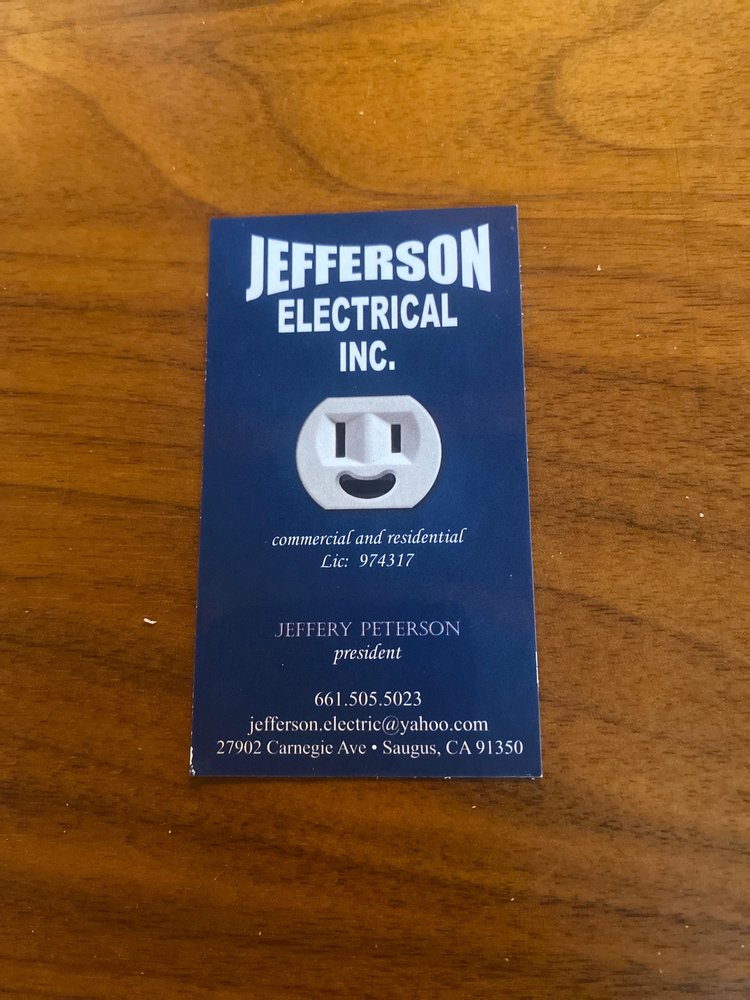 JEFFERSON
ELECTRICAL
INC.
commercial and residential
Lic: 974317
JEFFERY PETERSON
president
661.505.5023
jefferson.electric@yahoo.com
27902 Carnegie Ave • Saugus, CA 91350